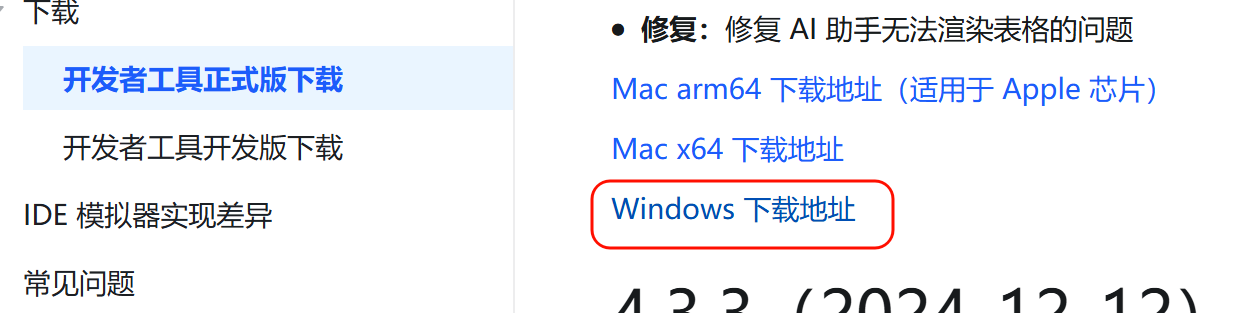 下载
开发者工具正式版下载
开发者工具开发版下载
IDE 模拟器实现差异
常见问题
• 修复：修复 AI 助手无法渲染表格的问题
Mac arm64 下载地址（适用于 Apple 芯片）
Mac x64 下载地址
Windows 下载地址
4.3.3（2024-12-12）